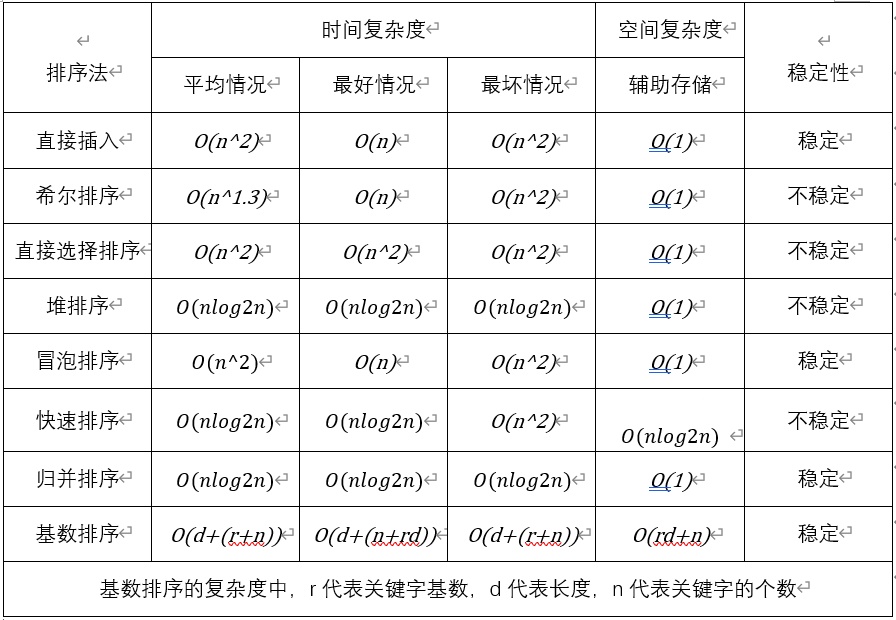 排序法 时间复杂度 空间复杂度 稳定性
平均情况 最好情况 最坏情况 辅助存储
直接插入 O(n^2) O(n) O(n^2) O(1) 稳定
希尔排序 O(n^1.3) O(n) O(n^2) O(1) 不稳定
直接选择排序 O(n^2) O(n^2) O(n^2) O(1) 不稳定
堆排序 O(nlog2n) O(nlog2n) O(nlog2n) O(1) 不稳定
冒泡排序 O(n^2) O(n) O(n^2) O(1) 稳定
快速排序 O(nlog2n) O(nlog2n) O(n^2) O(nlog2n) 不稳定
归并排序 O(nlog2n) O(nlog2n) O(nlog2n) O(1) 稳定
基数排序 O(d+(r+n)) O(d+(n+rd)) O(d+(r+n)) O(rd+n) 稳定
基数排序的复杂度中，r 代表关键字基数，d 代表长度，n 代表关键字的个数